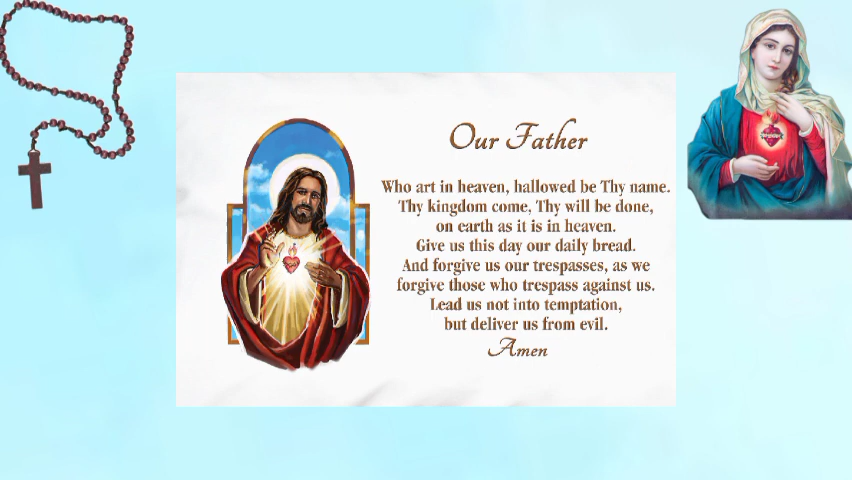 Our Father
Who art in heaven, hallowed be Thy name.
Thy kingdom come, Thy will be done,
on earth as it is in heaven.
Give us this day our daily bread.
And forgive us our trespasses, as we
forgive those who trespass against us.
Lead us not into temptation,
but deliver us from evil.
Amen